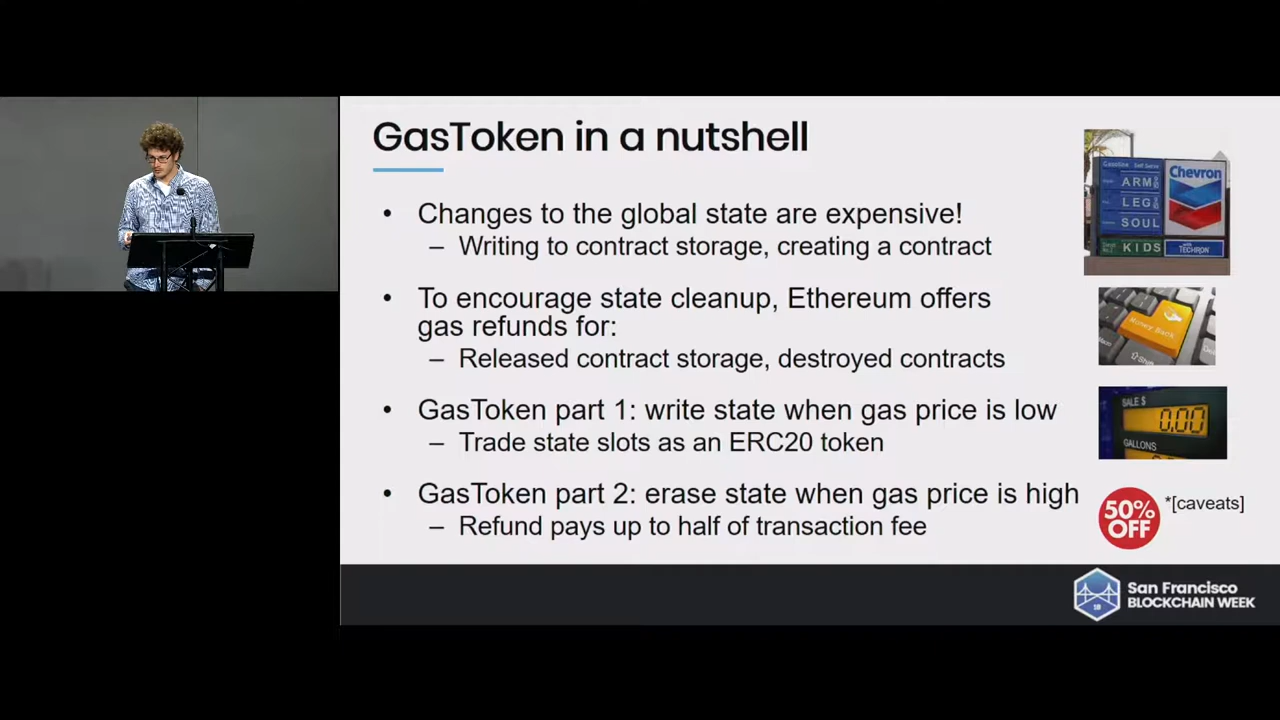 GasToken in a nutshell
• Changes to the global state are expensive!
– Writing to contract storage, creating a contract
• To encourage state cleanup, Ethereum offers
gas refunds for:
– Released contract storage, destroyed contracts
• GasToken part 1: write state when gas price is low
– Trade state slots as an ERC20 token
• GasToken part 2: erase state when gas price is high
– Refund pays up to half of transaction fee
Chevron
ARM
LEG
SOUL
KIDS
TECHRON
Money Back
SALE $
0.00
GALLONS
50%
OFF
*[caveats]
San Francisco
BLOCKCHAIN WEEK